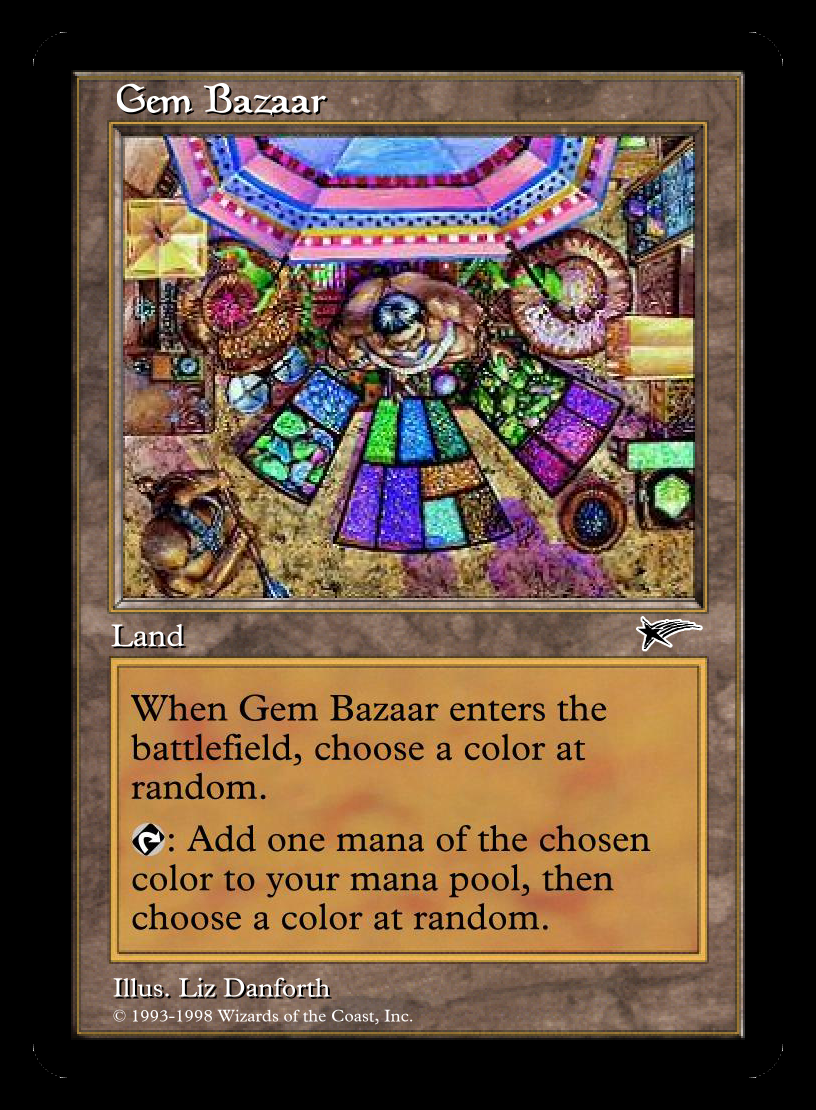 Gem Bazaar
Land
When Gem Bazaar enters the
battlefield, choose a color at
random.
: Add one mana of the chosen
color to your mana pool, then
choose a color at random.
Illus. Liz Danforth
© 1993-1998 Wizards of the Coast, Inc.